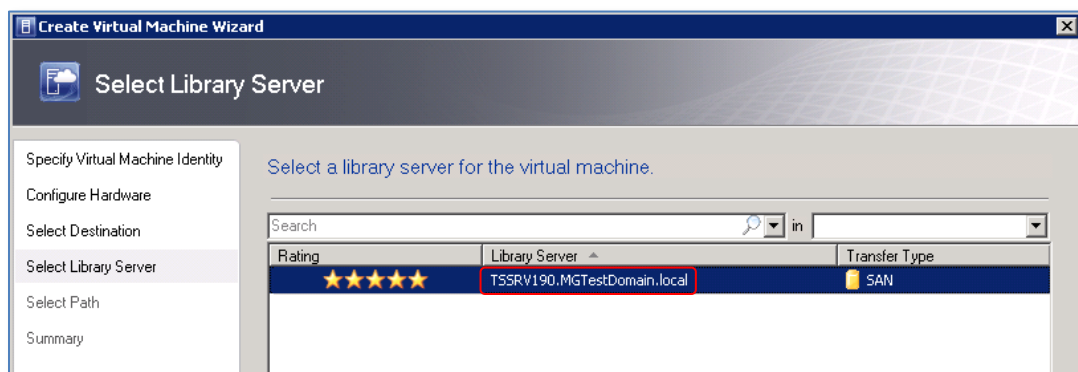 Create Virtual Machine Wizard
Select Library Server
Specify Virtual Machine Identity
Configure Hardware
Select Destination
Select Library Server
Select Path
Summary
Select a library server for the virtual machine.
Search in
Rating Library Server Transfer Type
TSSRV190.MGTestDomain.local SAN